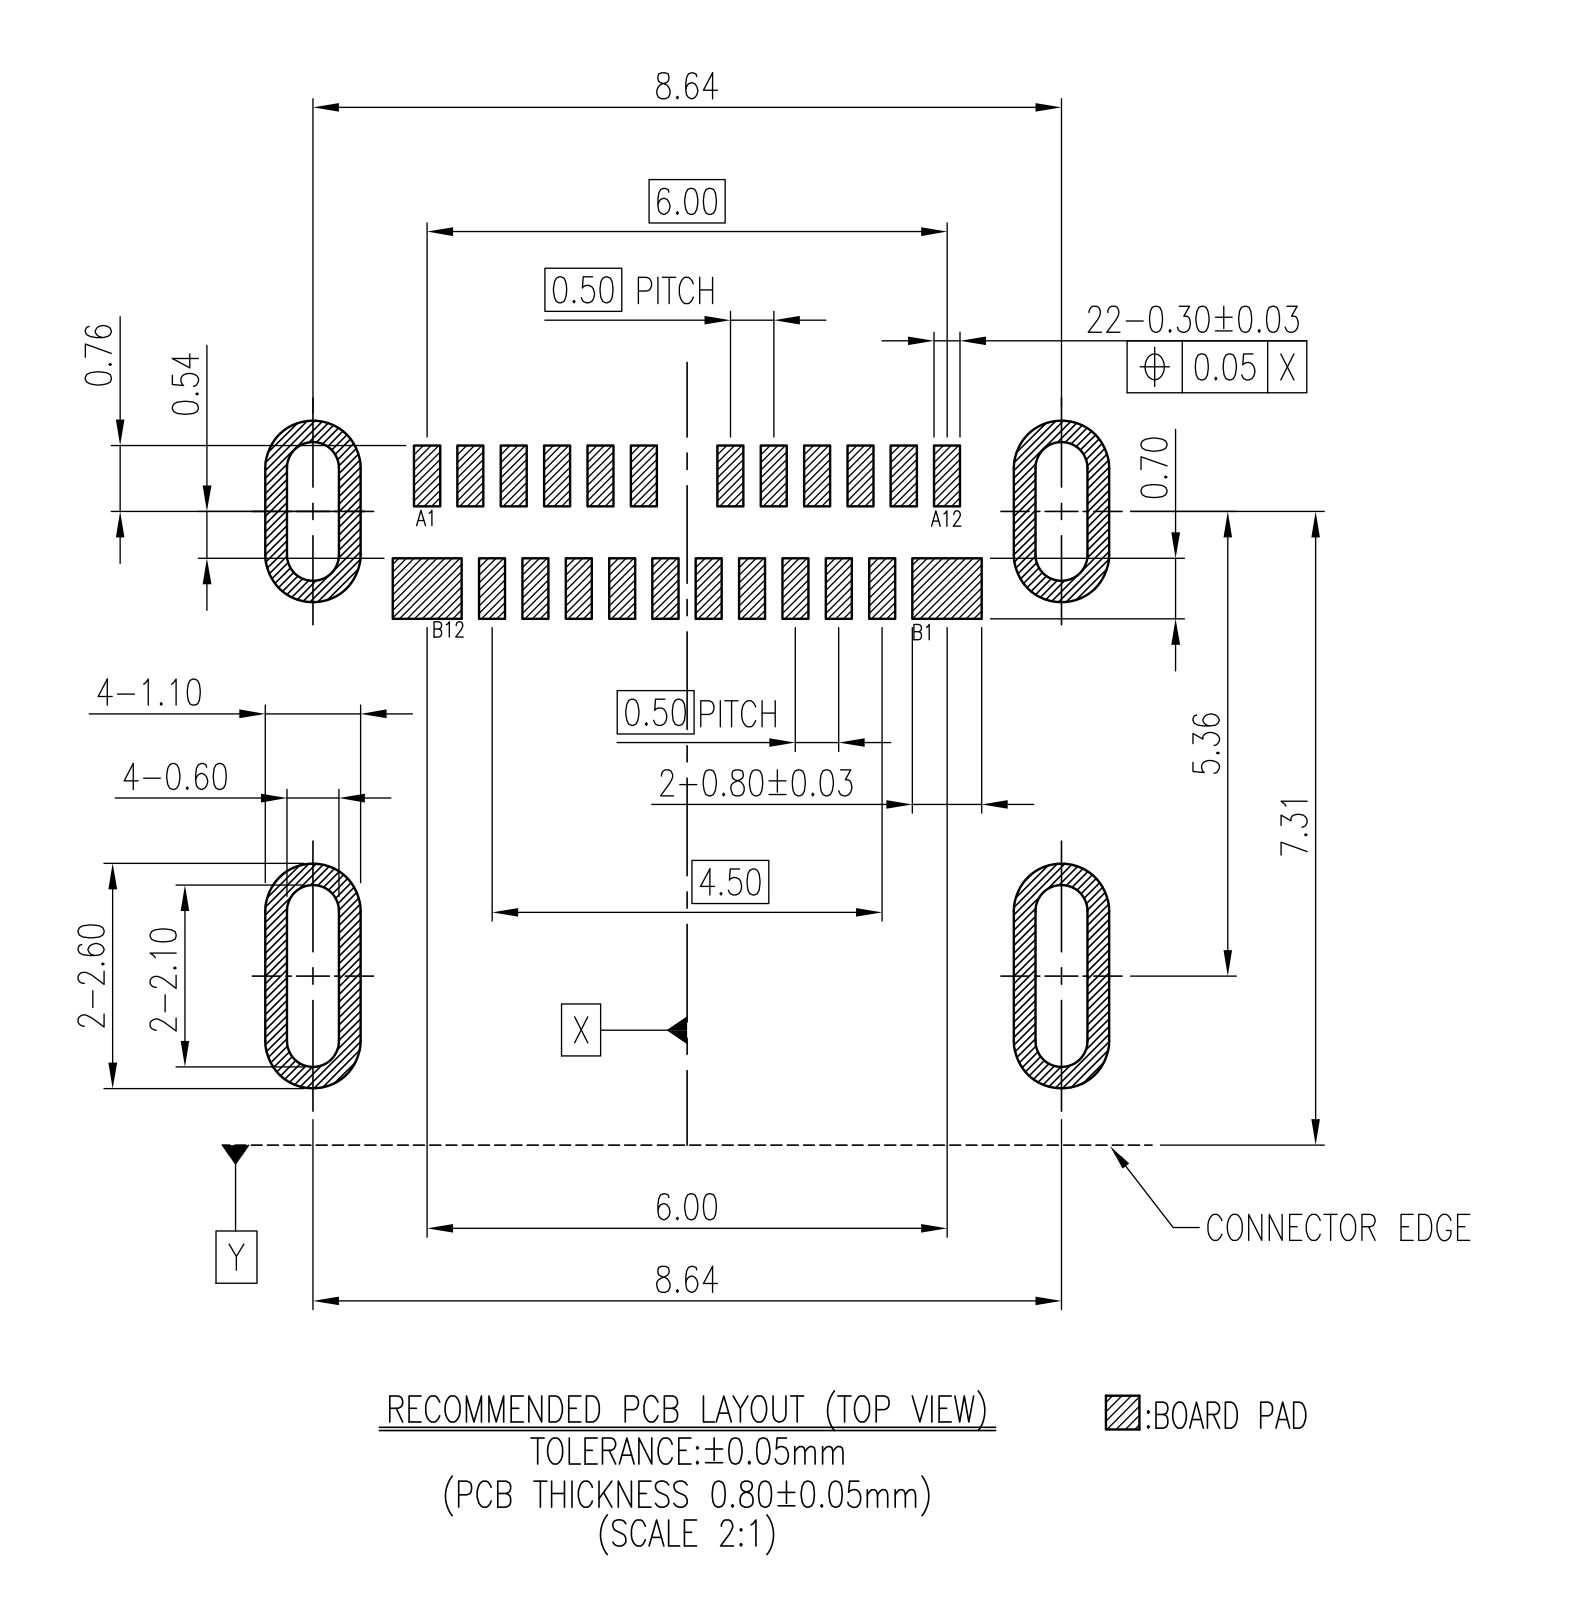 8.64
6.00
0.50 PITCH
22-0.30±0.03
⌖ 0.05 X
0.76
0.54
0.70
A1
A12
B12
B1
4-1.10
0.50 PITCH
5.36
4-0.60
2-0.80±0.03
7.31
4.50
2-2.60
2-2.10
X
6.00
CONNECTOR EDGE
Y
8.64
RECOMMENDED PCB LAYOUT (TOP VIEW)
:BOARD PAD
TOLERANCE:±0.05mm
(PCB THICKNESS 0.80±0.05mm)
(SCALE 2:1)